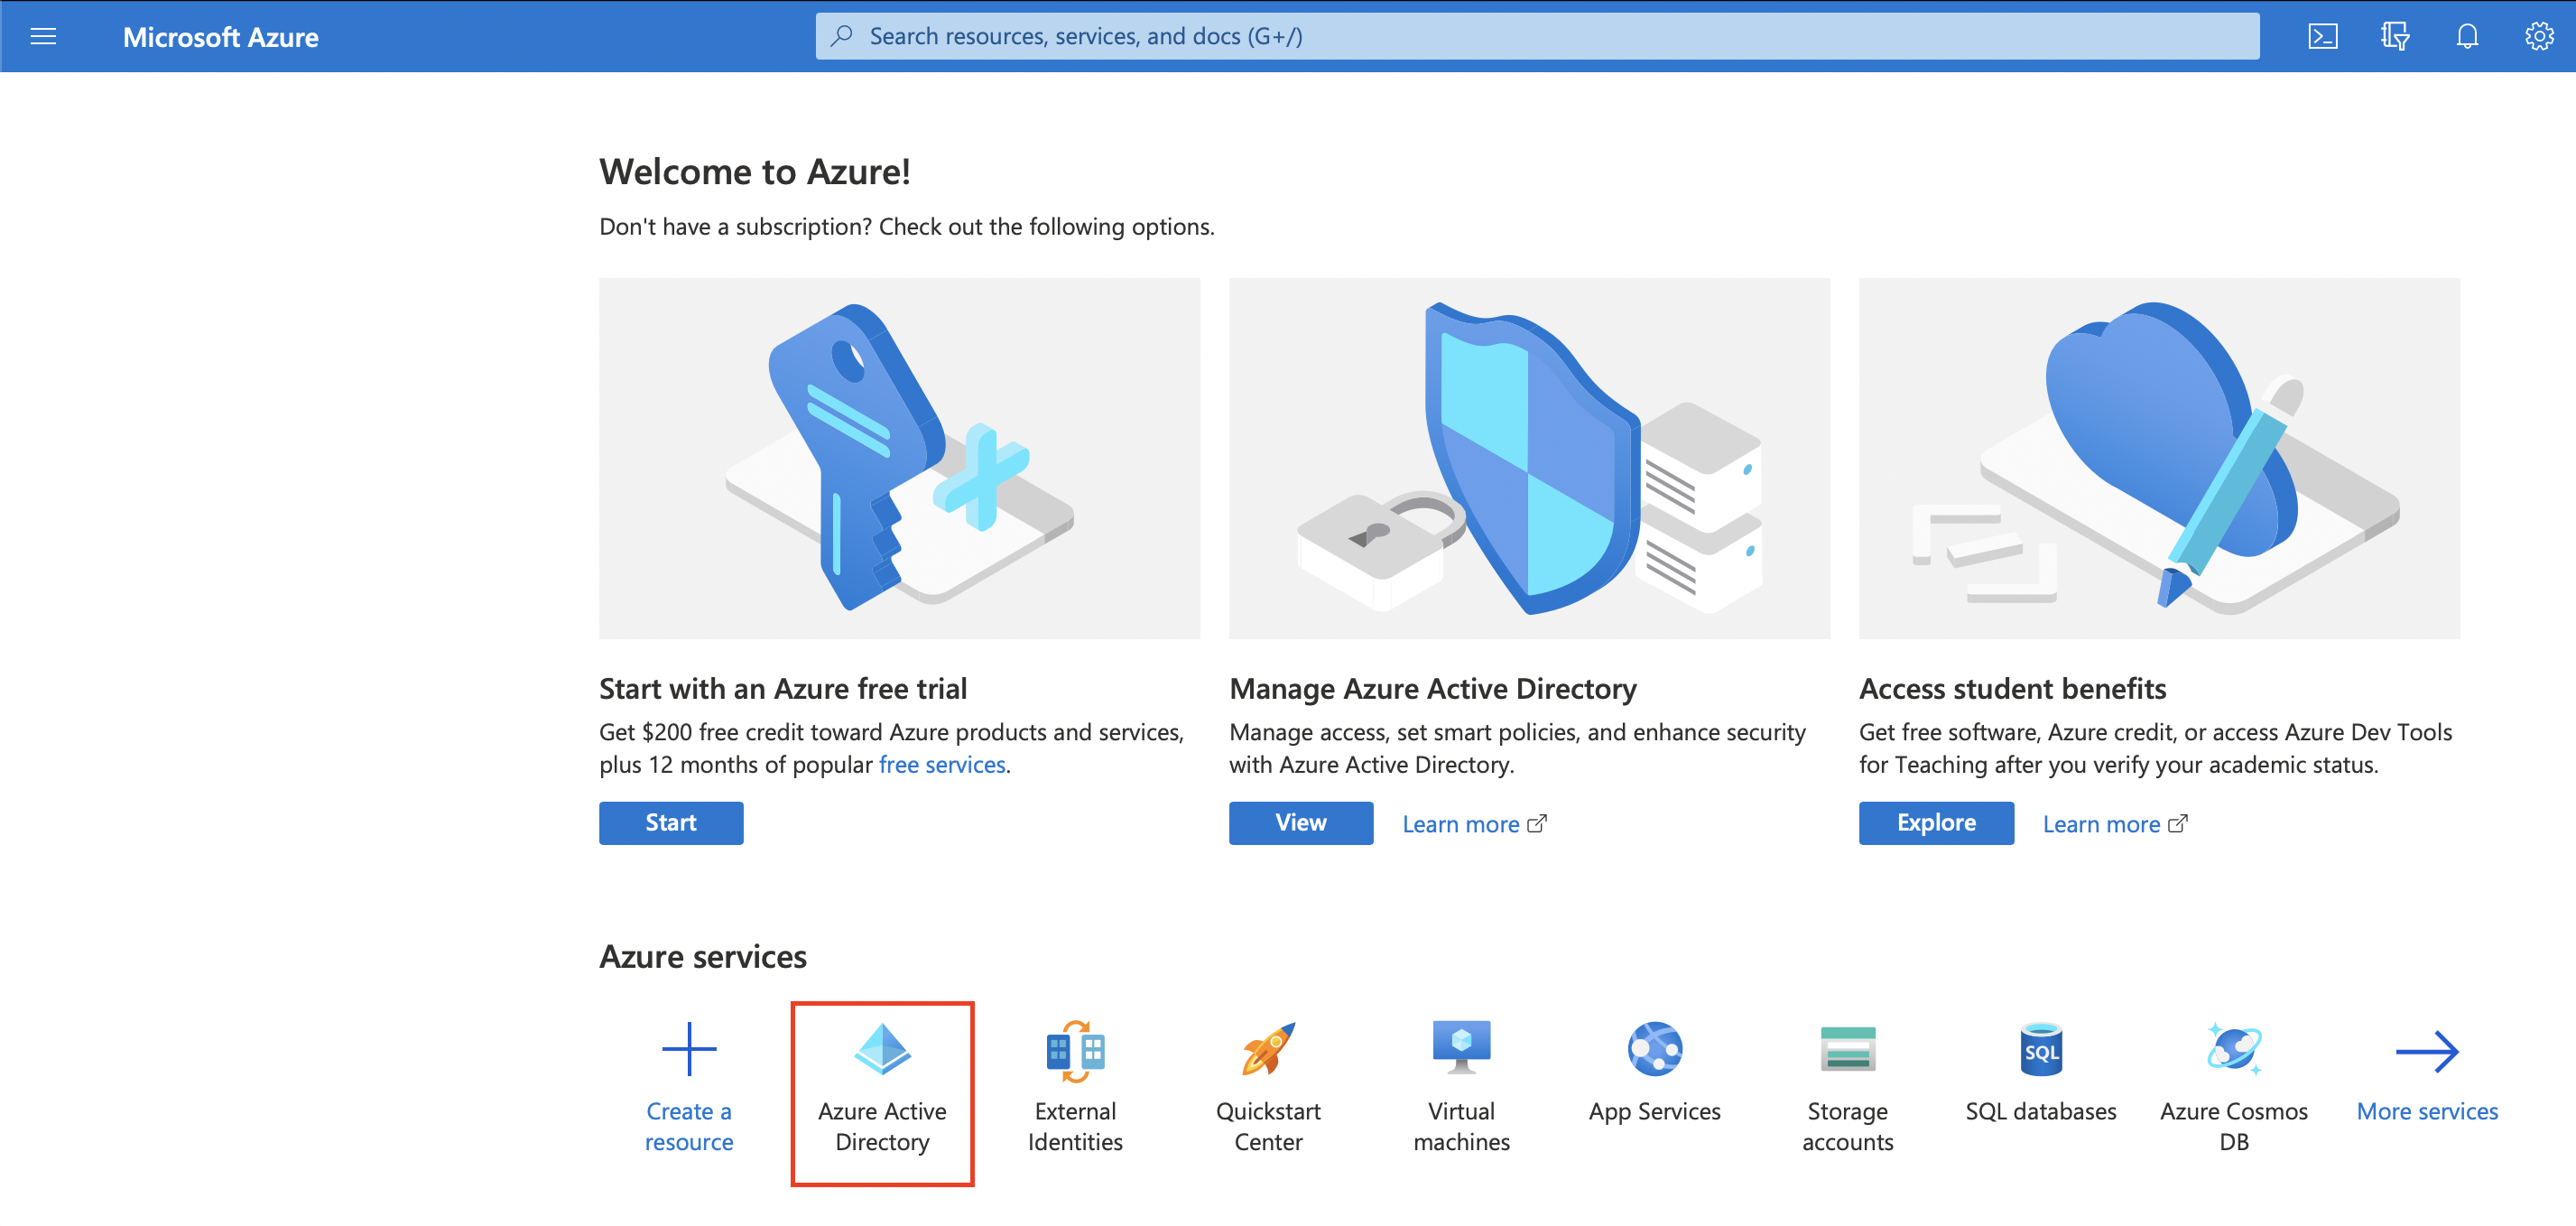 Microsoft Azure
Search resources, services, and docs (G+/)
Welcome to Azure!
Don't have a subscription? Check out the following options.
Start with an Azure free trial
Get $200 free credit toward Azure products and services,
plus 12 months of popular free services.
Start
Manage Azure Active Directory
Manage access, set smart policies, and enhance security
with Azure Active Directory.
View
Learn more
Access student benefits
Get free software, Azure credit, or access Azure Dev Tools
for Teaching after you verify your academic status.
Explore
Learn more
Azure services
Create a
resource
Azure Active
Directory
External
Identities
Quickstart
Center
Virtual
machines
App Services
Storage
accounts
SQL
SQL databases
Azure Cosmos
DB
More services